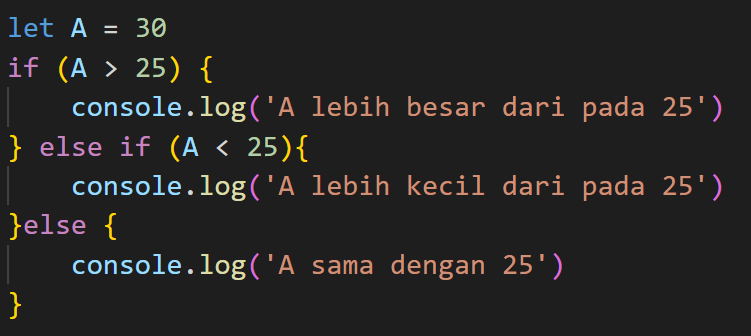 let A = 30
if (A > 25) {
    console.log('A lebih besar dari pada 25')
} else if (A < 25){
    console.log('A lebih kecil dari pada 25')
}else {
    console.log('A sama dengan 25')
}